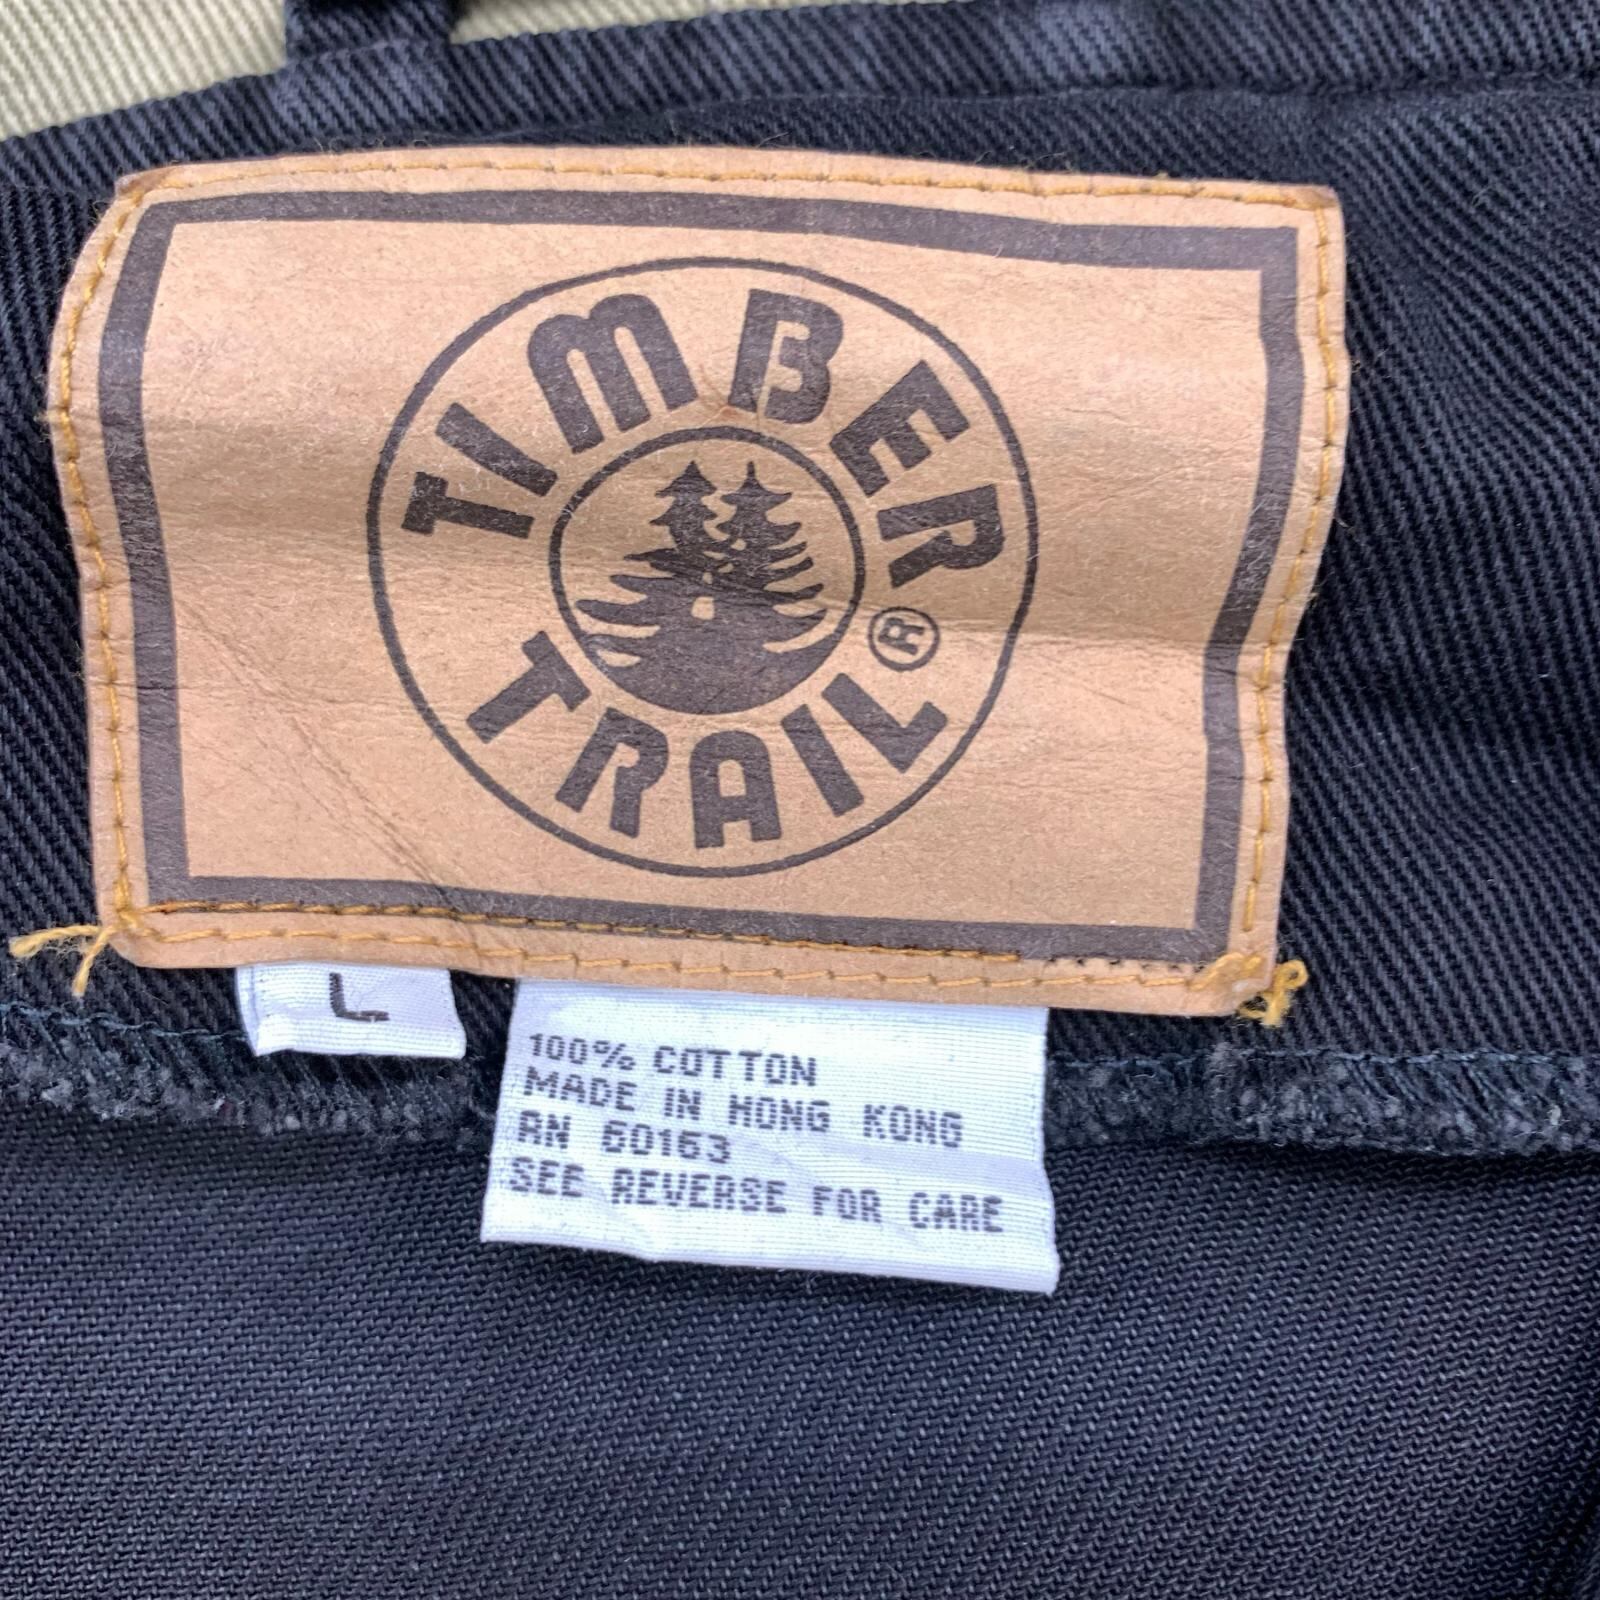 TIMBER
TRAIL®
L
100% COTTON
MADE IN HONG KONG
RN 60163
SEE REVERSE FOR CARE